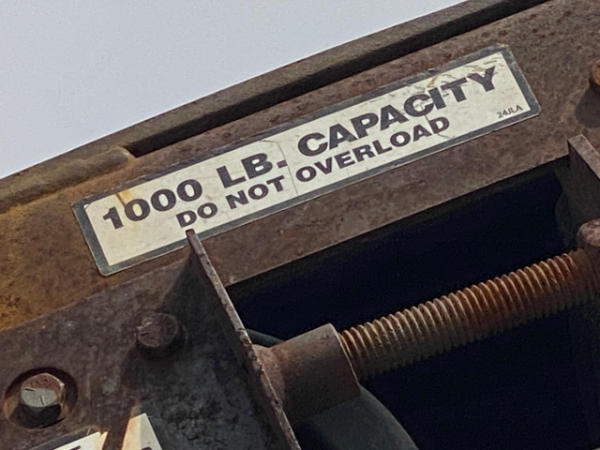 1000 LB. CAPACITY
DO NOT OVERLOAD
24JLA